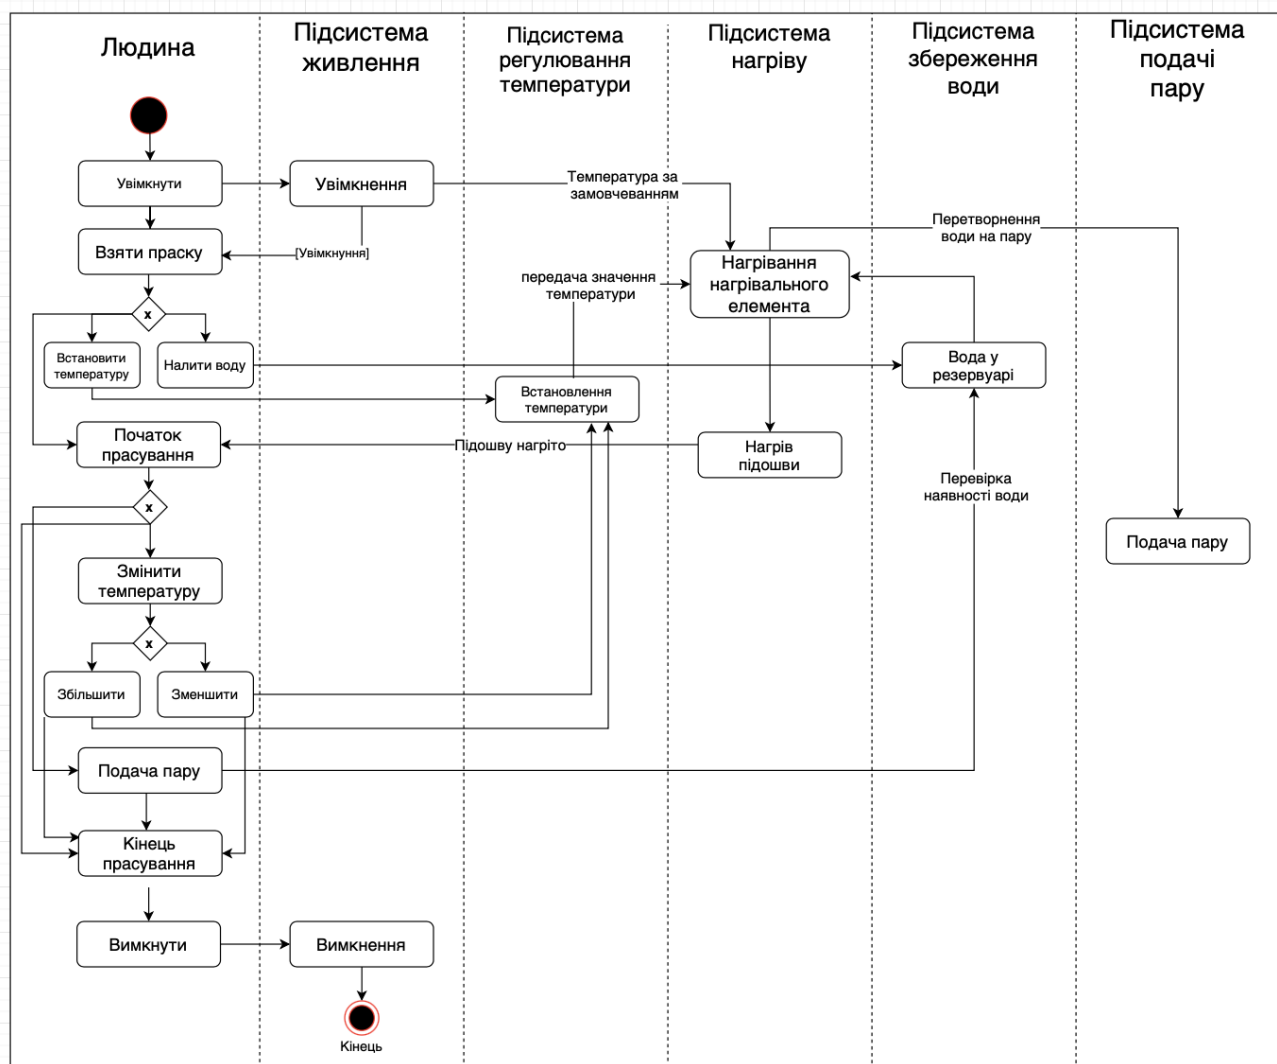 Людина
Підсистема
живлення
Підсистема
регулювання
температури
Підсистема
нагріву
Підсистема
збереження
води
Підсистема
подачі
пару
Увімкнути
Увімкнення
Температура за
замовчеванням
Взяти праску
[Увімкнуння]
Перетворення
води на пару
Нагрівання
нагрівального
елемента
передача значення
температури
x
Встановити
температуру
Налити воду
Вода у
резервуарі
Встановлення
температури
Початок
прасування
Підошву нагріто
Нагрів
підошви
Перевірка
наявності води
x
Подача пару
Змінити
температуру
x
Збільшити
Зменшити
Подача пару
Кінець
прасування
Вимкнути
Вимкнення
Кінець